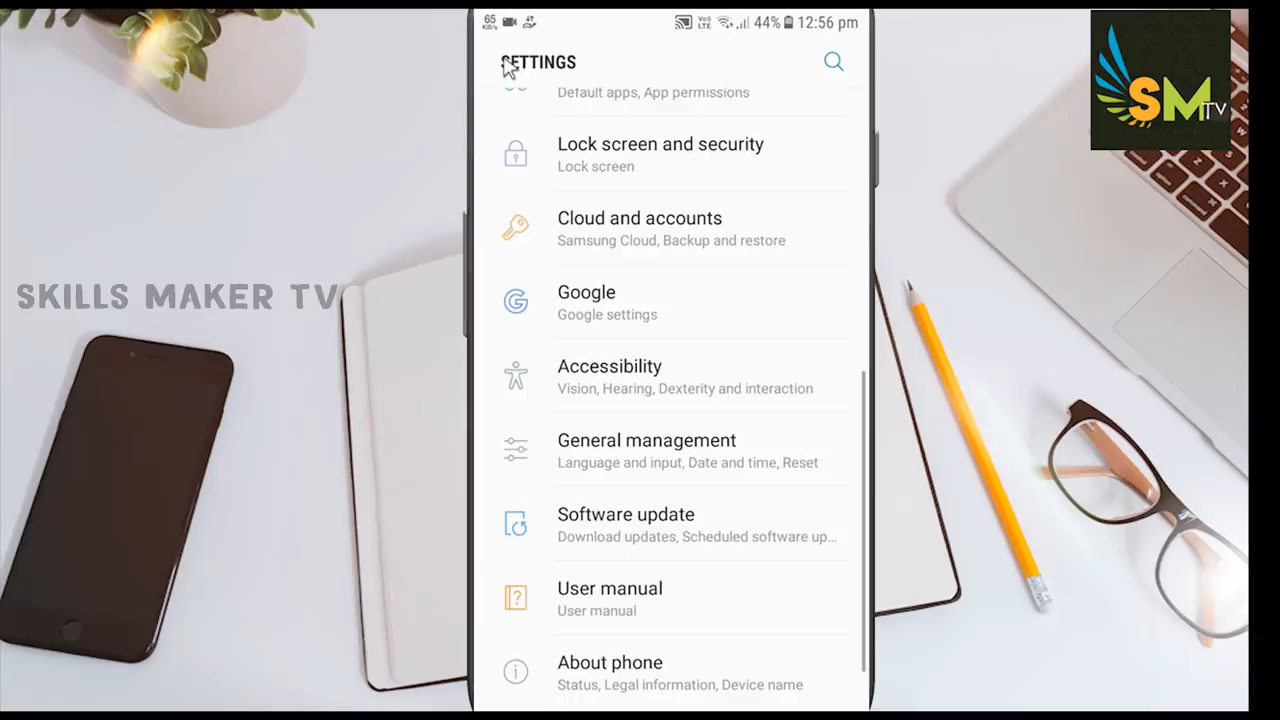 65
KB/s
Vo))
LTE
44%
12:56 pm
SETTINGS
Default apps, App permissions
SM TV
Lock screen and security
Lock screen
Cloud and accounts
Samsung Cloud, Backup and restore
SKILLS MAKER TV
Google
Google settings
Accessibility
Vision, Hearing, Dexterity and interaction
General management
Language and input, Date and time, Reset
Software update
Download updates, Scheduled software up...
User manual
User manual
About phone
Status, Legal information, Device name